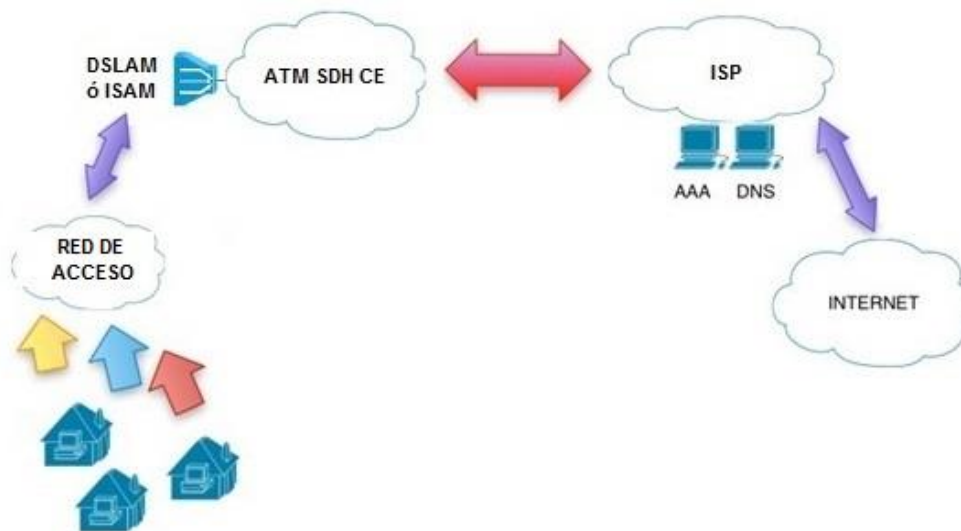 DSLAM
ó ISAM
ATM SDH CE
ISP
AAA
DNS
RED DE
ACCESO
INTERNET